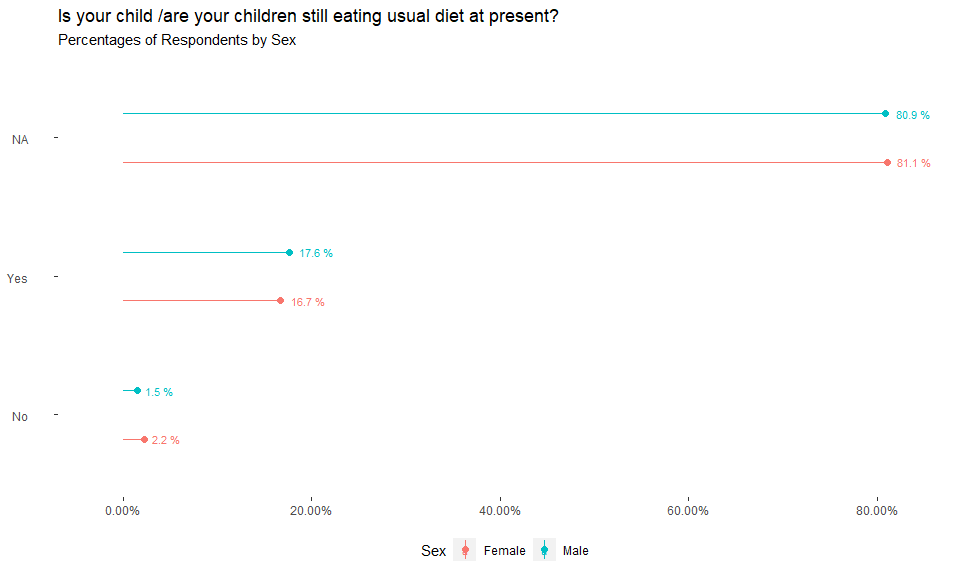 Is your child /are your children still eating usual diet at present?
Percentages of Respondents by Sex
80.9 %
NA
81.1 %
17.6 %
Yes
16.7 %
1.5 %
No
2.2 %
0.00% 20.00% 40.00% 60.00% 80.00%
Sex Female Male